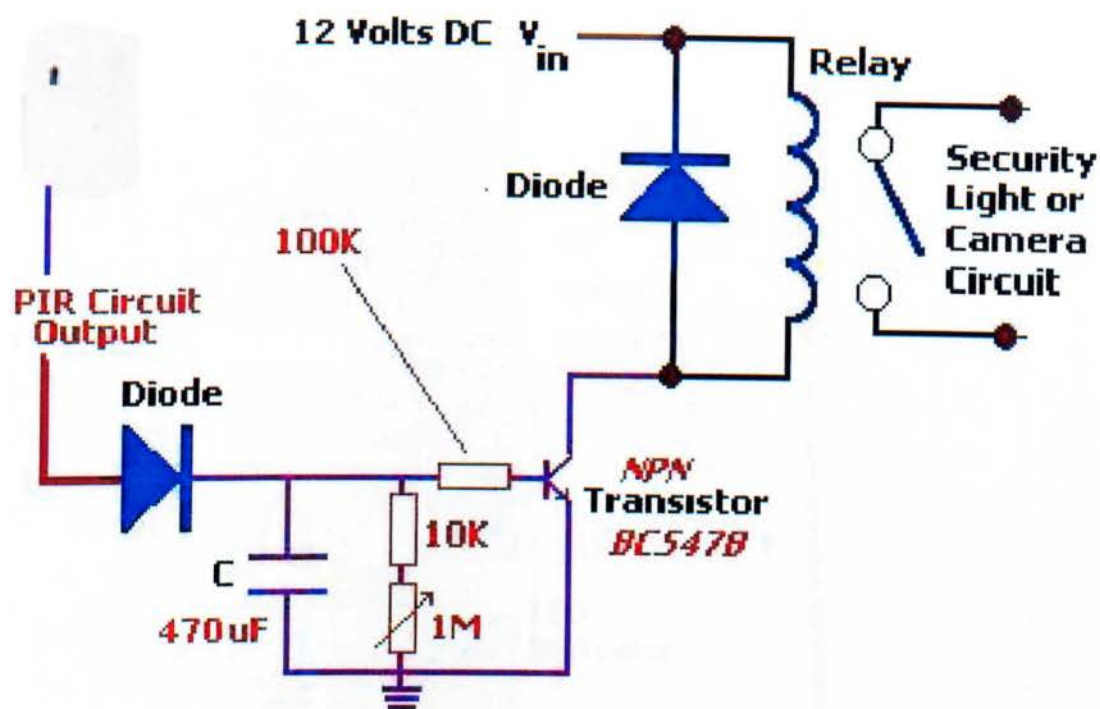 12 Volts DC Vin
Relay
Diode
Security
Light or
Camera
Circuit
100K
PIR Circuit
Output
Diode
NPN
Transistor
BC547B
10K
C
470uF
1M